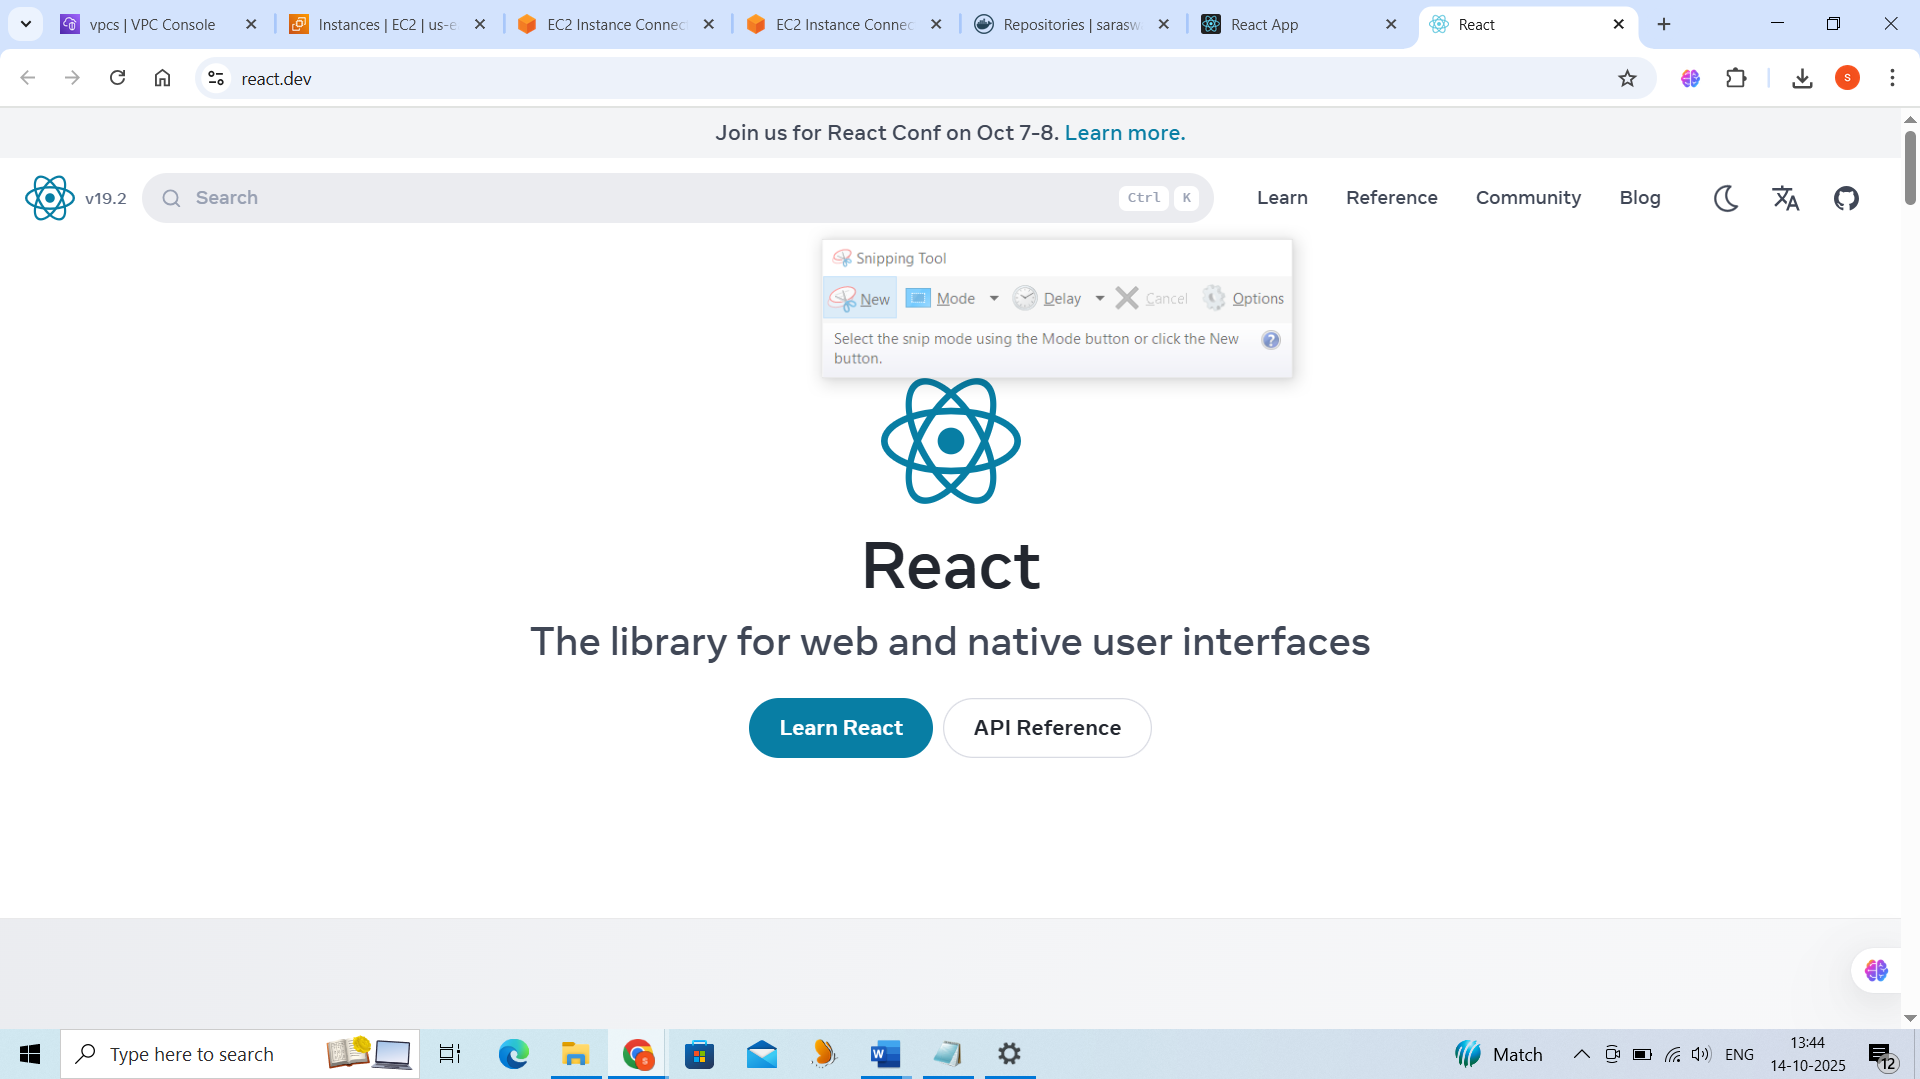 vpcs | VPC Console
Instances | EC2 | us-e
EC2 Instance Connec
EC2 Instance Connec
Repositories | sarasw
React App
React
react.dev
S
Join us for React Conf on Oct 7-8. Learn more.
v19.2
Search
Ctrl K
Learn
Reference
Community
Blog
Snipping Tool
New
Mode
Delay
Cancel
Options
Select the snip mode using the Mode button or click the New
button.
?
React
The library for web and native user interfaces
Learn React
API Reference
Type here to search
Match
ENG
13:44
14-10-2025
12